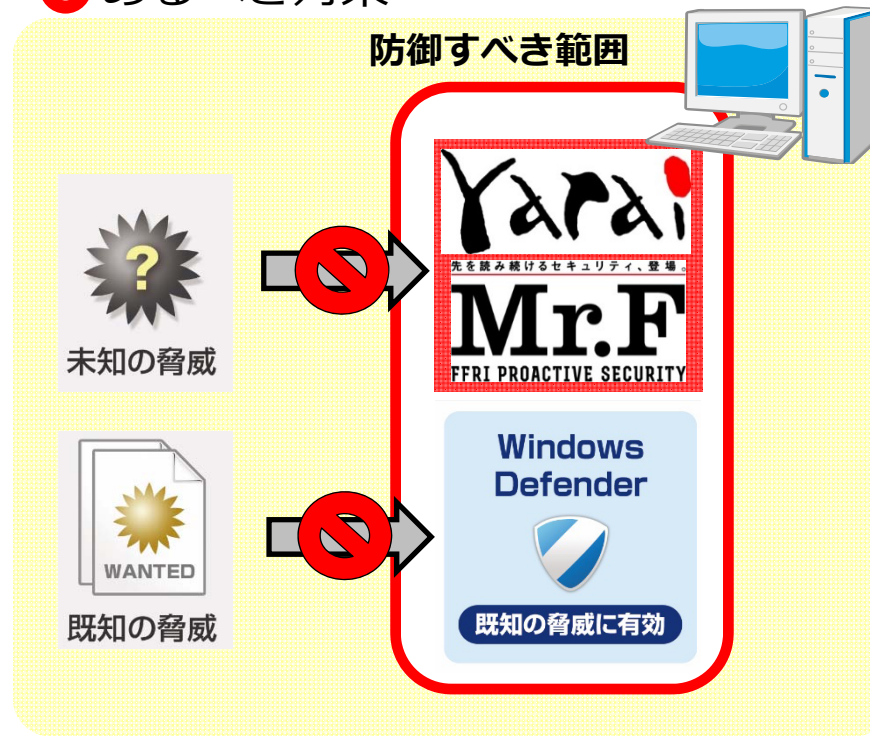 防御すべき範囲
Yarai
先を読み続けるセキュリティ、登場。
Mr.F
FFRI PROACTIVE SECURITY
?
未知の脅威
Windows
Defender
WANTED
既知の脅威に有効
既知の脅威